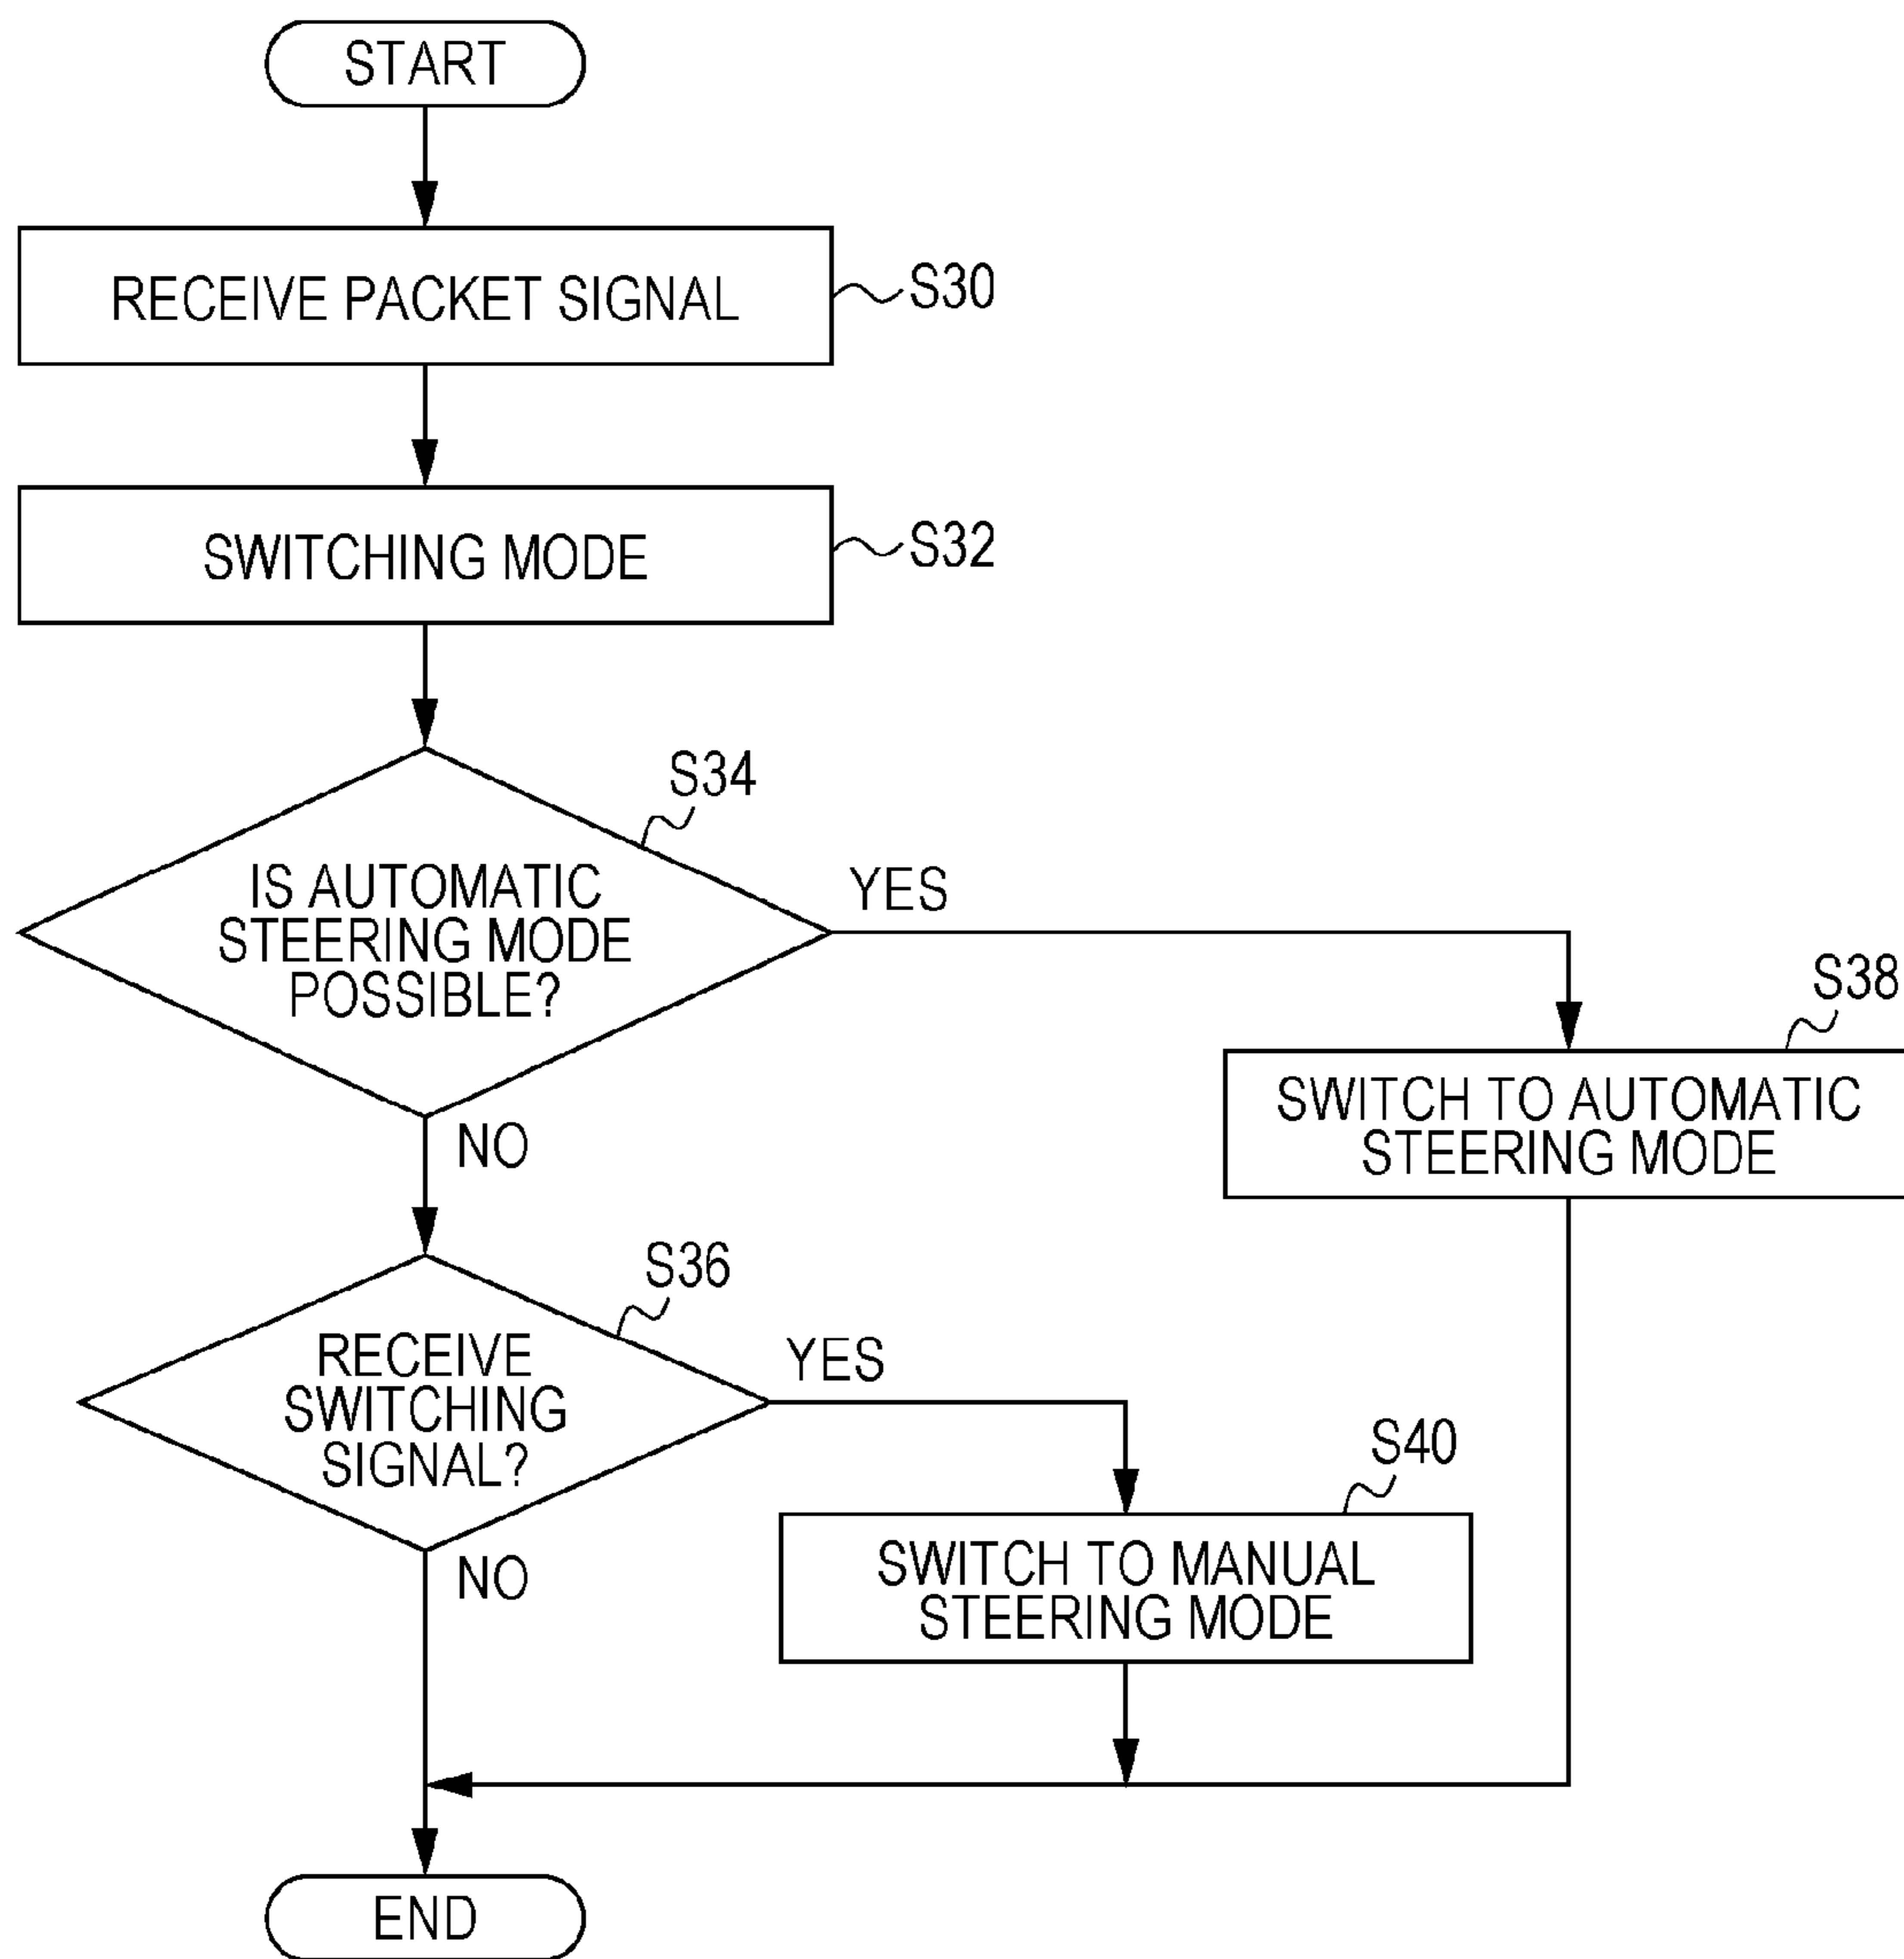 START
RECEIVE PACKET SIGNAL
S30
SWITCHING MODE
S32
S34
IS AUTOMATIC
STEERING MODE
POSSIBLE?
YES
NO
S38
SWITCH TO AUTOMATIC
STEERING MODE
S36
RECEIVE
SWITCHING
SIGNAL?
YES
NO
S40
SWITCH TO MANUAL
STEERING MODE
END